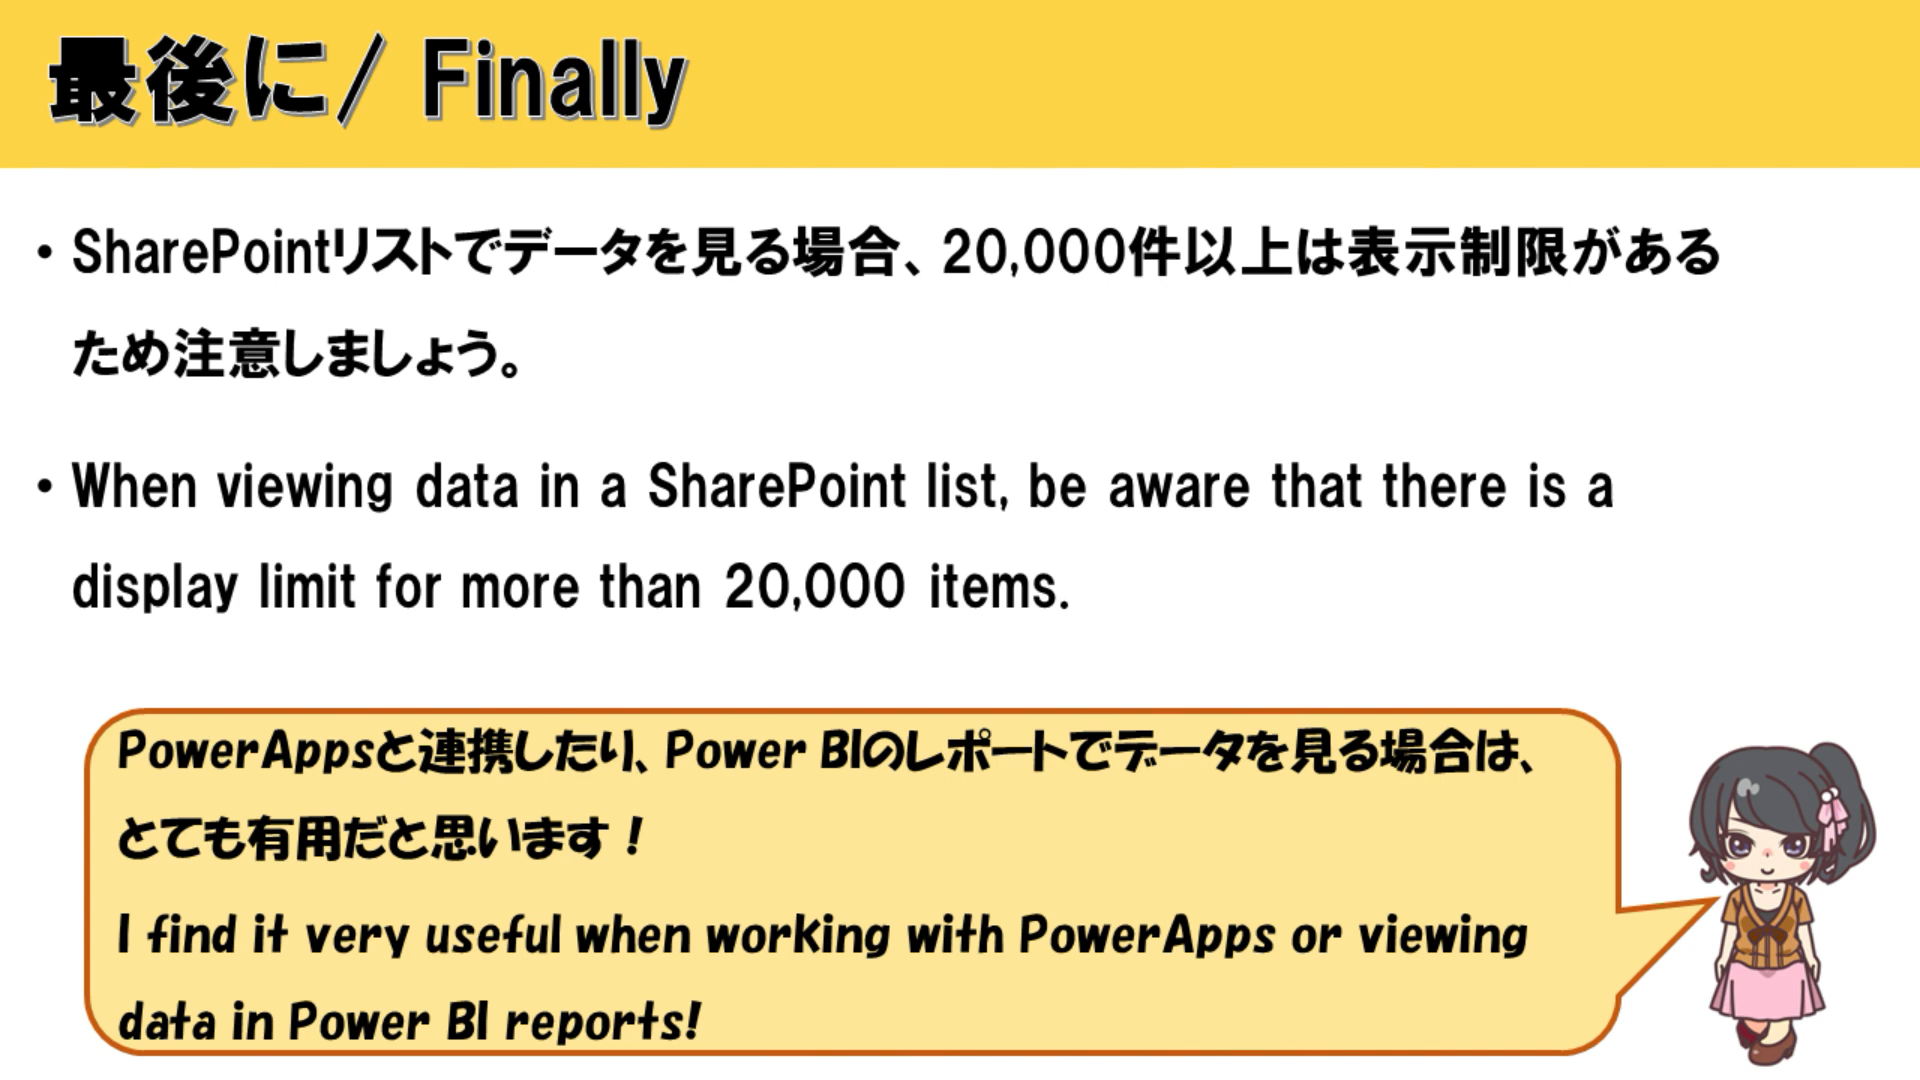 最後に/ Finally
• SharePointリストでデータを見る場合、20,000件以上は表示制限がある
ため注意しましょう。
• When viewing data in a SharePoint list, be aware that there is a
display limit for more than 20,000 items.
PowerAppsと連携したり、Power BIのレポートでデータを見る場合は、
とても有用だと思います！
I find it very useful when working with PowerApps or viewing
data in Power BI reports!